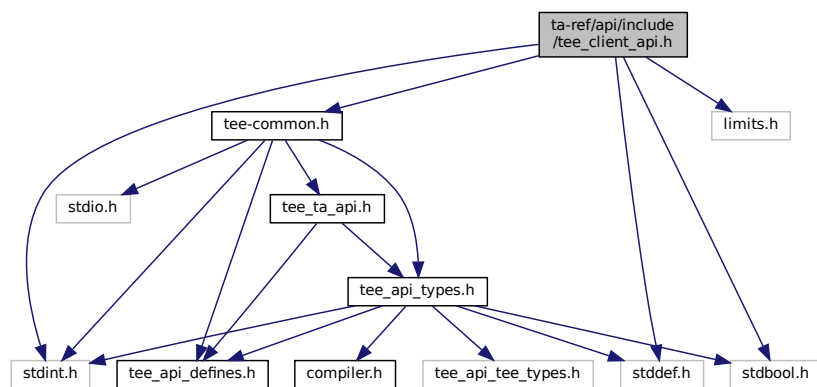 ta-ref/api/include
/tee_client_api.h
tee-common.h
limits.h
stdio.h
tee_ta_api.h
tee_api_types.h
stdint.h
tee_api_defines.h
compiler.h
tee_api_tee_types.h
stddef.h
stdbool.h